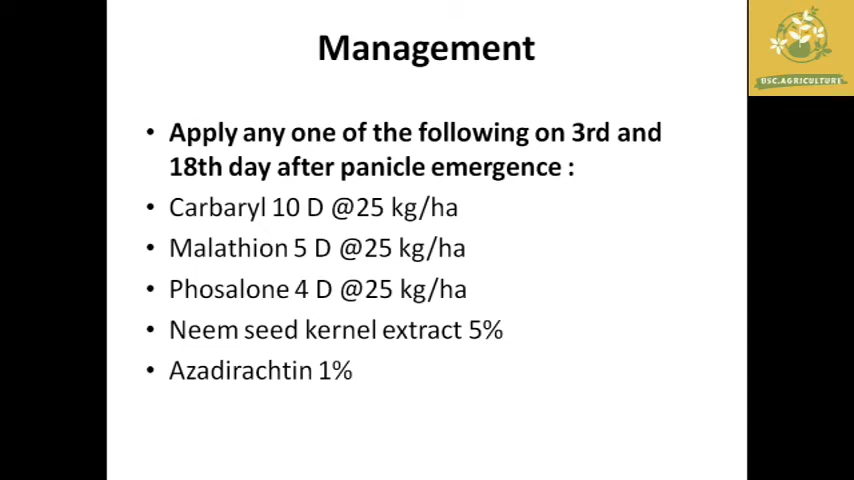 Management
BSC.AGRICULTURE
• Apply any one of the following on 3rd and
18th day after panicle emergence :
• Carbaryl 10 D @25 kg/ha
• Malathion 5 D @25 kg/ha
• Phosalone 4 D @25 kg/ha
• Neem seed kernel extract 5%
• Azadirachtin 1%